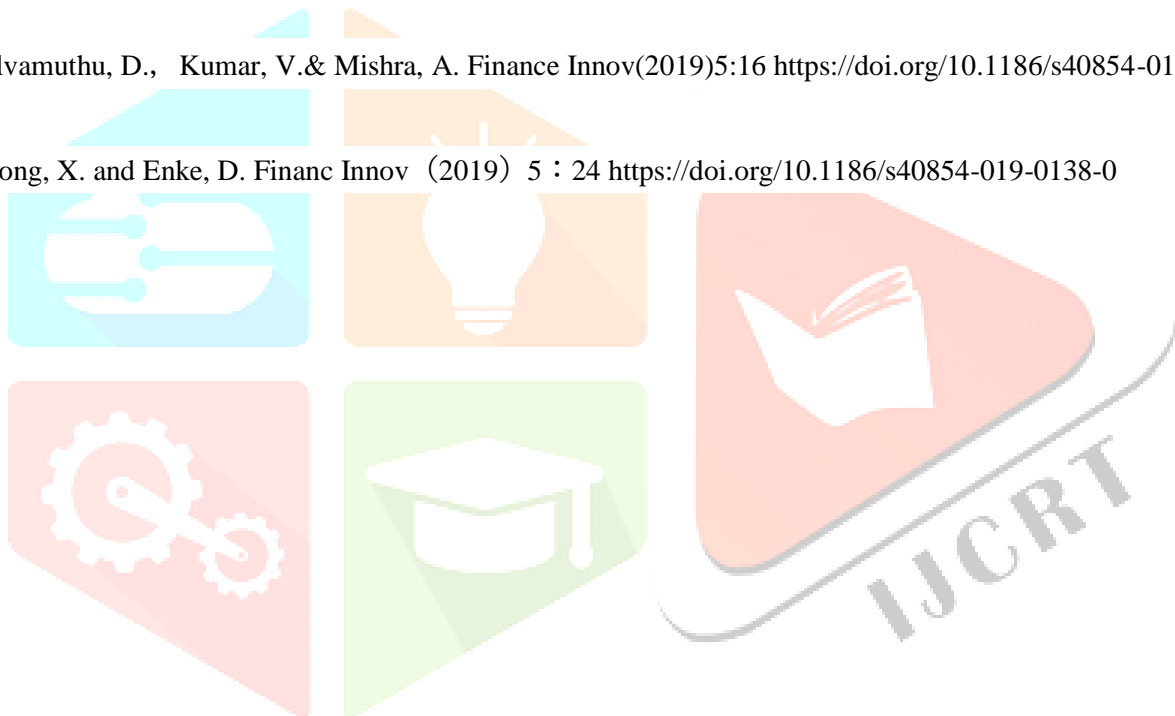 lvamuthu, D.， Kumar, V.& Mishra, A. Finance Innov(2019)5:16 https://doi.org/10.1186/s40854-01
ong, X. and Enke, D. Financ Innov（2019）5：24 https://doi.org/10.1186/s40854-019-0138-0
IJCRT